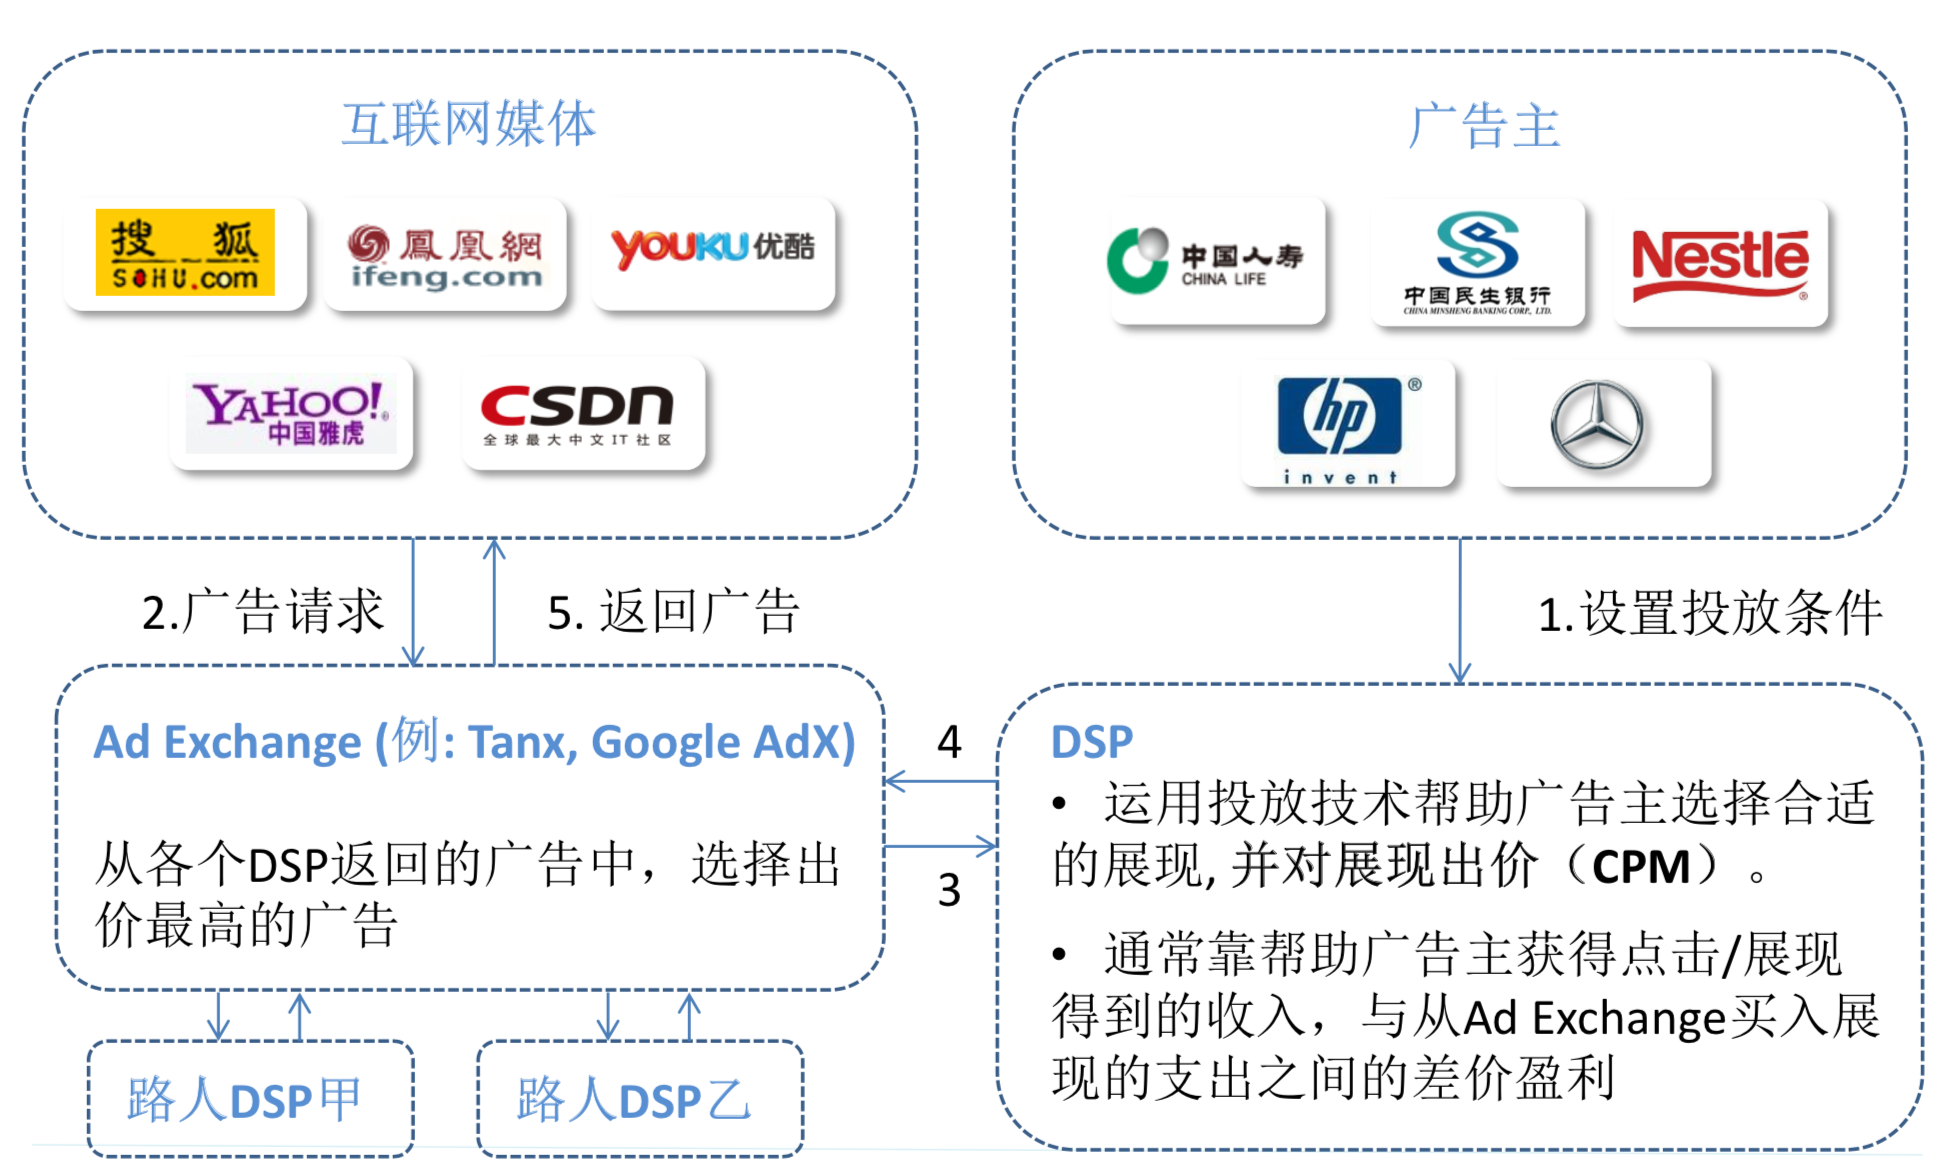 互联网媒体
搜狐
SOHU.com
鳳凰網
ifeng.com
YOUKU优酷
YAHOO!®
中国雅虎
CSDN
全球最大中文IT社区
广告主
中国人寿
CHINA LIFE
中国民生银行
CHINA MINSHENG BANKING CORP., LTD.
Nestlé®
hp®
invent
2.广告请求
5. 返回广告
1.设置投放条件
Ad Exchange (例: Tanx, Google AdX)
从各个DSP返回的广告中，选择出
价最高的广告
4
3
DSP
• 运用投放技术帮助广告主选择合适
的展现, 并对展现出价（CPM）。
• 通常靠帮助广告主获得点击/展现
得到的收入，与从Ad Exchange买入展
现的支出之间的差价盈利
路人DSP甲
路人DSP乙